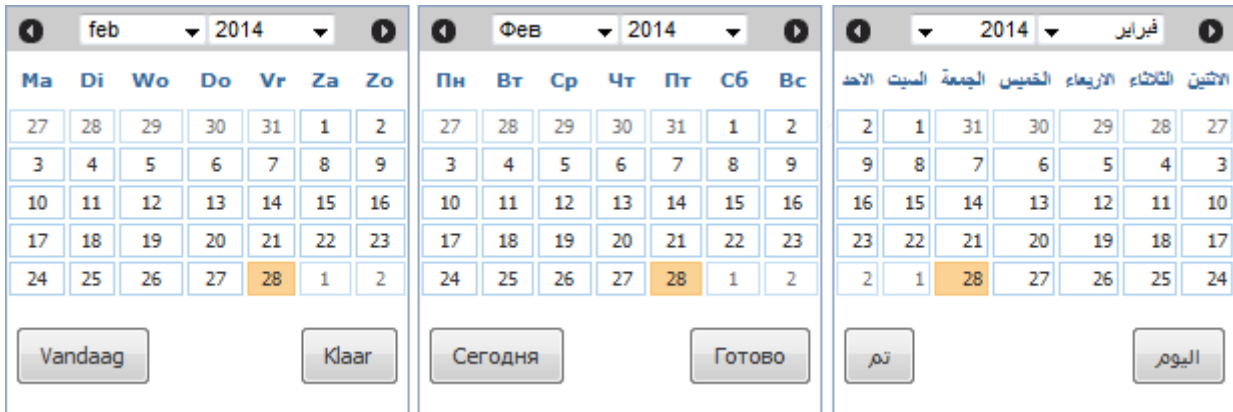 feb 2014
Ma Di Wo Do Vr Za Zo
27 28 29 30 31 1 2
3 4 5 6 7 8 9
10 11 12 13 14 15 16
17 18 19 20 21 22 23
24 25 26 27 28 1 2
Vandaag Klaar
Фев 2014
Пн Вт Ср Чт Пт Сб Вс
27 28 29 30 31 1 2
3 4 5 6 7 8 9
10 11 12 13 14 15 16
17 18 19 20 21 22 23
24 25 26 27 28 1 2
Сегодня Готово
فبراير 2014
الاثنين الثلاثاء الاربعاء الخميس الجمعة السبت الاحد
27 28 29 30 31 1 2
3 4 5 6 7 8 9
10 11 12 13 14 15 16
17 18 19 20 21 22 23
24 25 26 27 28 1 2
اليوم تم